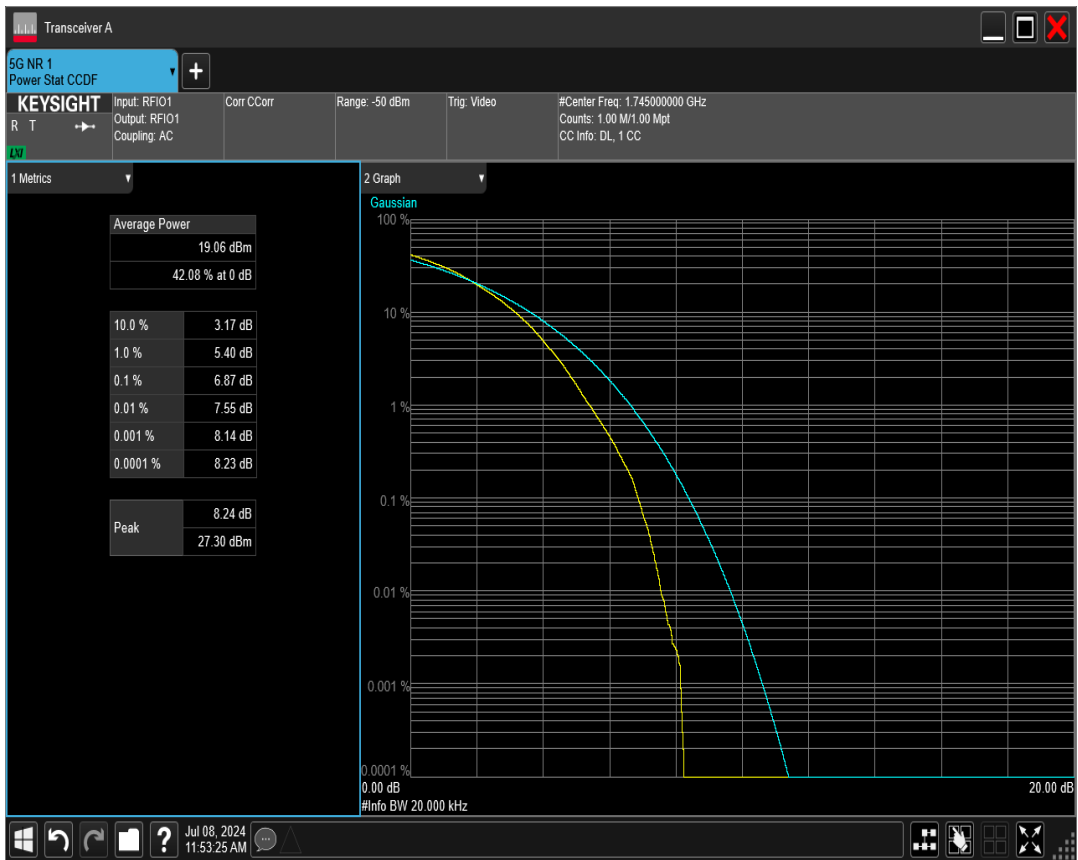 Transceiver A
5G NR 1
Power Stat CCDF
+
KEYSIGHT
R T
LXI
Input: RFIO1
Output: RFIO1
Coupling: AC
Corr CCorr
Range: -50 dBm
Trig: Video
#Center Freq: 1.745000000 GHz
Counts: 1.00 M/1.00 Mpt
CC Info: DL, 1 CC
1 Metrics
Average Power
19.06 dBm
42.08 % at 0 dB
10.0 % 3.17 dB
1.0 % 5.40 dB
0.1 % 6.87 dB
0.01 % 7.55 dB
0.001 % 8.14 dB
0.0001 % 8.23 dB
Peak
8.24 dB
27.30 dBm
2 Graph
Gaussian
100 %
10 %
1 %
0.1 %
0.01 %
0.001 %
0.0001 %
0.00 dB 20.00 dB
#Info BW 20.000 kHz
?
Jul 08, 2024
11:53:25 AM